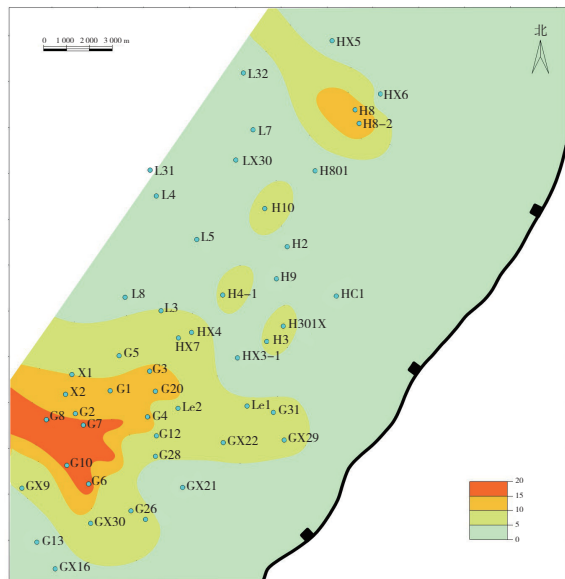 北
0 1 000 2 000 3 000 m
HX5
L32
HX6
H8
H8-2
L7
LX30
H801
L31
L4
H10
L5
H2
H9
L8
H4-1
HC1
L3
H301X
HX4
HX7
H3
HX3-1
G5
G3
X1
G1
G20
X2
Le2
Le1
G2
G4
G31
G8
G7
G12
GX22
GX29
G28
G10
G6
GX9
GX21
G26
GX30
G13
GX16
20
15
10
5
0